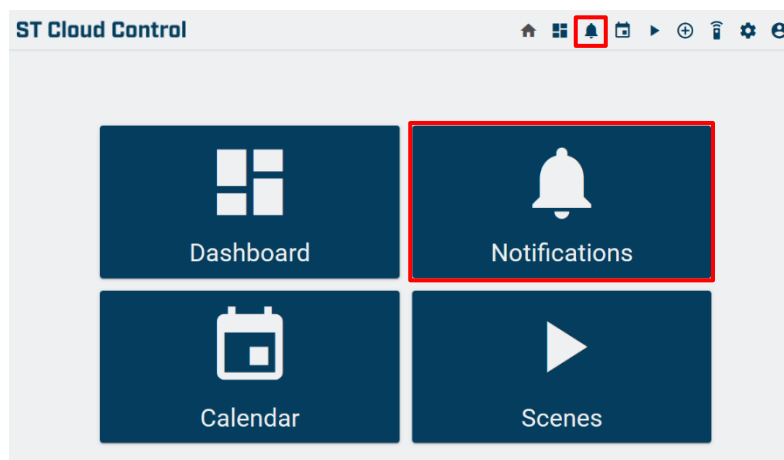 ST Cloud Control
Dashboard
Notifications
Calendar
Scenes